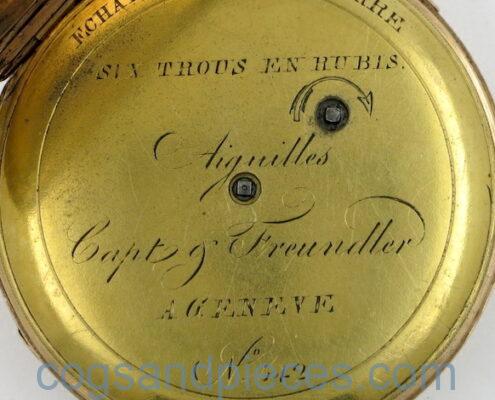 SIX TROUS EN RUBIS.
Aiguilles
Capt & Freundler
A GENEVE
cogsandpieces.com